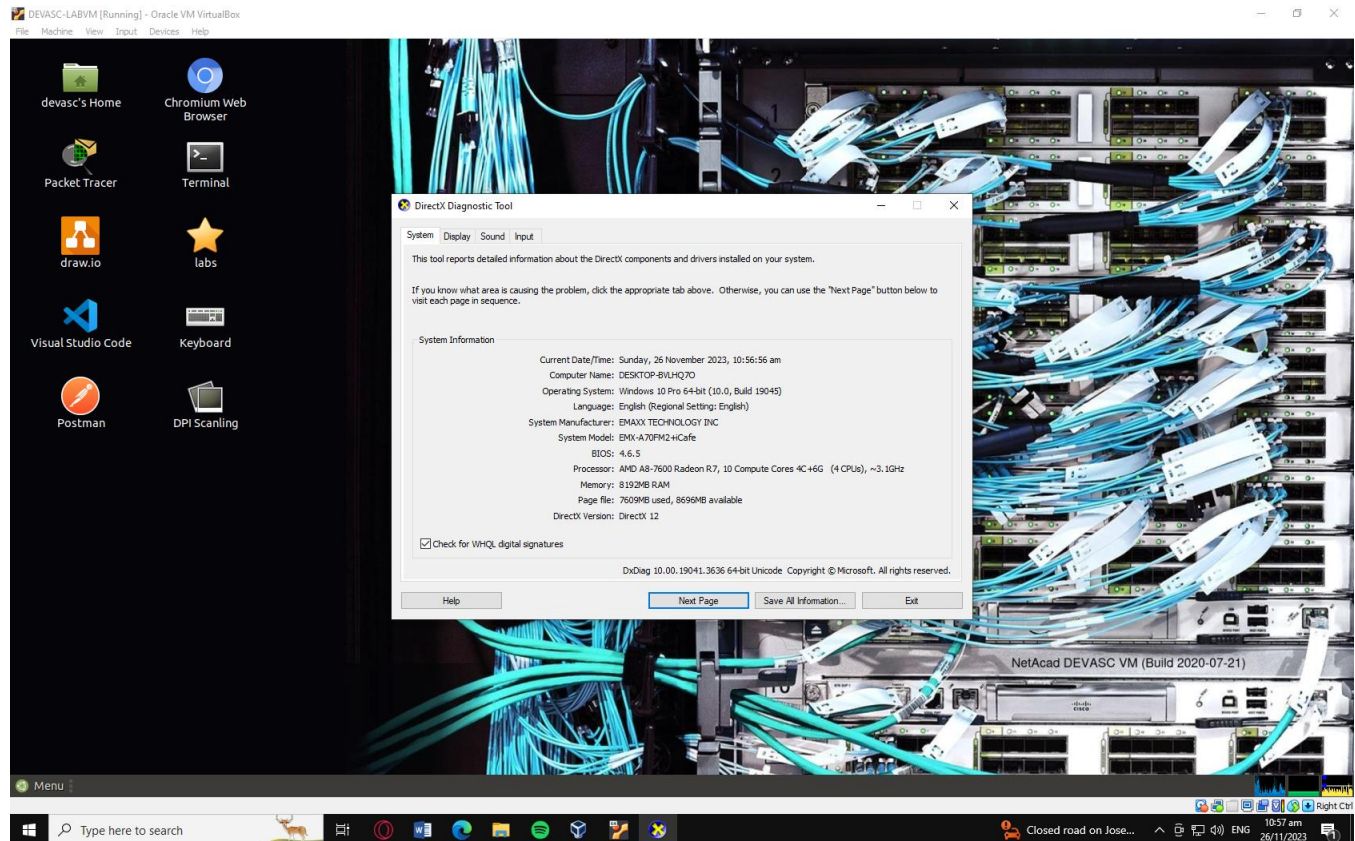 DEVASC-LABVM [Running] - Oracle VM VirtualBox
File Machine View Input Devices Help
devasc's Home
Chromium Web
Browser
Packet Tracer
Terminal
draw.io
labs
Visual Studio Code
Keyboard
Postman
DPI Scanling
1
2
DirectX Diagnostic Tool
System Display Sound Input
This tool reports detailed information about the DirectX components and drivers installed on your system.
If you know what area is causing the problem, click the appropriate tab above. Otherwise, you can use the "Next Page" button below to
visit each page in sequence.
System Information
Current Date/Time: Sunday, 26 November 2023, 10:56:56 am
Computer Name: DESKTOP-BVLHQ7O
Operating System: Windows 10 Pro 64-bit (10.0, Build 19045)
Language: English (Regional Setting: English)
System Manufacturer: EMAXX TECHNOLOGY INC
System Model: EMX-A70FM2+iCafe
BIOS: 4.6.5
Processor: AMD A8-7600 Radeon R7, 10 Compute Cores 4C+6G (4 CPUs), ~3.1GHz
Memory: 8192MB RAM
Page file: 7609MB used, 8696MB available
DirectX Version: DirectX 12
Check for WHQL digital signatures
DxDiag 10.00.19041.3636 64-bit Unicode Copyright © Microsoft. All rights reserved.
Help Next Page Save All Information... Exit
NetAcad DEVASC VM (Build 2020-07-21)
10
cisco
Menu
Right Ctrl
Type here to search
Closed road on Jose...
ENG
10:57 am
26/11/2023